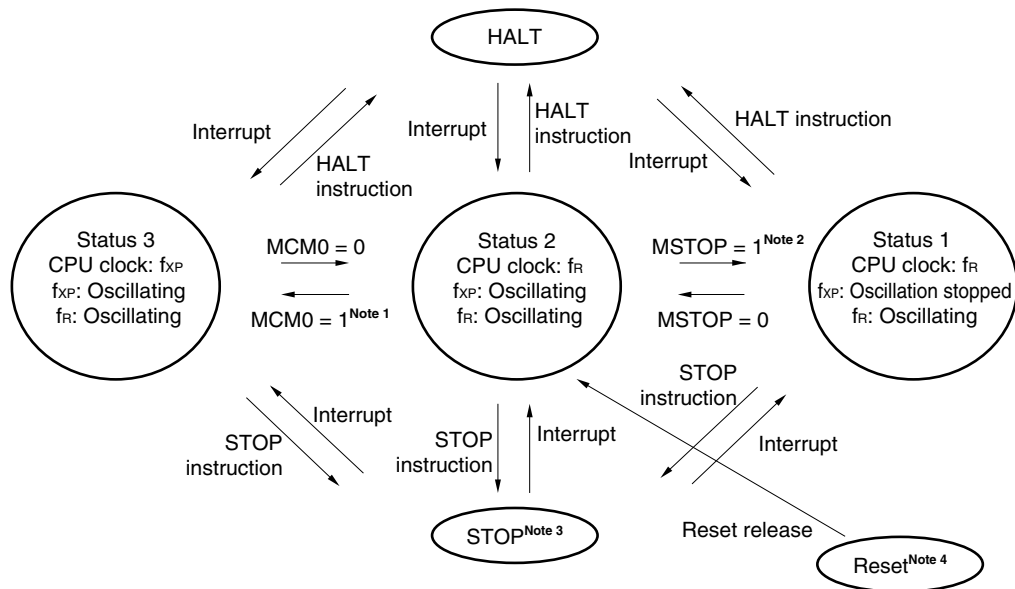 HALT
Interrupt
HALT
instruction
Interrupt
HALT
instruction
HALT instruction
Interrupt
Status 3
CPU clock: fXP
fXP: Oscillating
fR: Oscillating
MCM0 = 0
MCM0 = 1Note 1
Status 2
CPU clock: fR
fXP: Oscillating
fR: Oscillating
MSTOP = 1Note 2
MSTOP = 0
Status 1
CPU clock: fR
fXP: Oscillation stopped
fR: Oscillating
STOP
instruction
Interrupt
STOP
instruction
Interrupt
STOP
instruction
Interrupt
STOPNote 3
Reset release
ResetNote 4